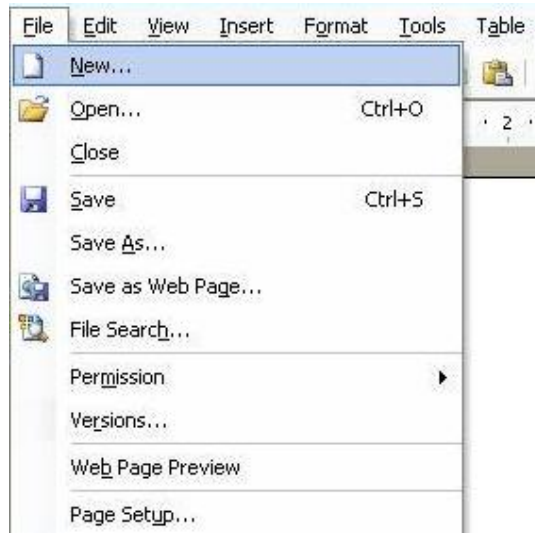 File Edit View Insert Format Tools Table
New...
Open... Ctrl+O
2
Close
Save Ctrl+S
Save As...
Save as Web Page...
File Search...
Permission
Versions...
Web Page Preview
Page Setup...